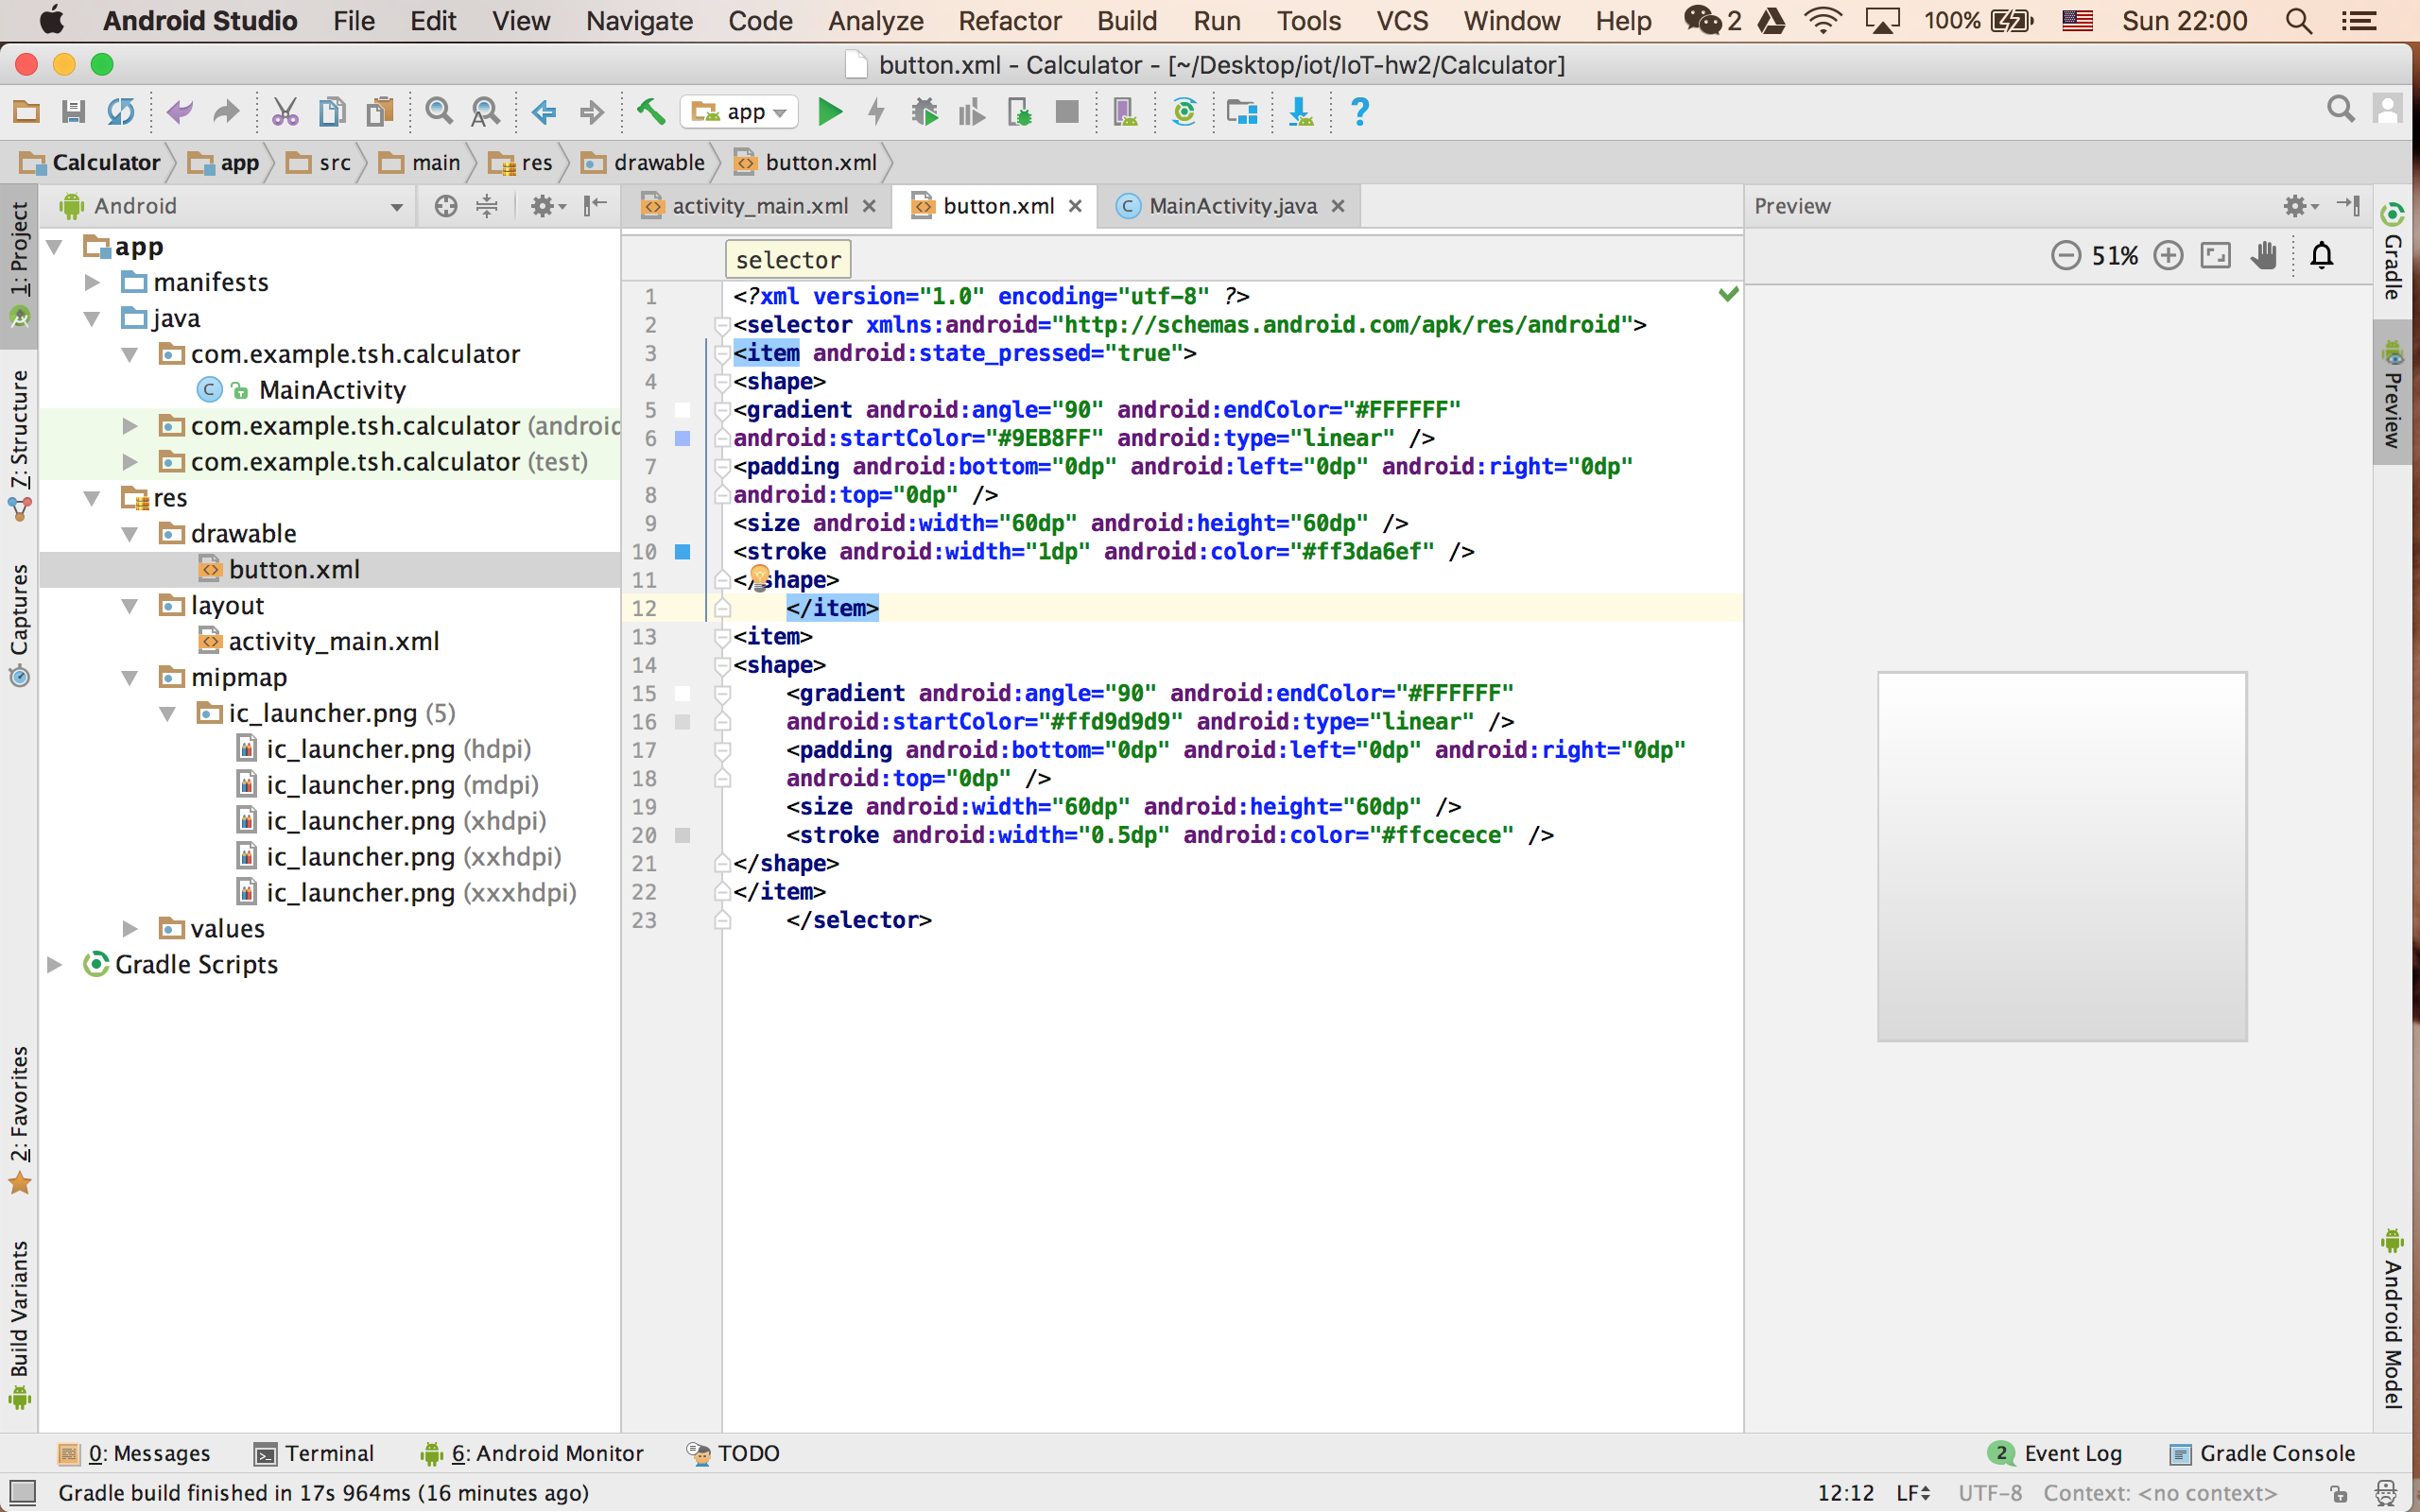 Android Studio File Edit View Navigate Code Analyze Refactor Build Run Tools VCS Window Help 2 100% Sun 22:00
button.xml - Calculator - [~/Desktop/iot/IoT-hw2/Calculator]
app
Calculator app src main res drawable button.xml
Android
activity_main.xml button.xml MainActivity.java
Preview
51%
1: Project
7: Structure
Captures
2: Favorites
Build Variants
app
manifests
java
com.example.tsh.calculator
MainActivity
com.example.tsh.calculator (androic
com.example.tsh.calculator (test)
res
drawable
button.xml
layout
activity_main.xml
mipmap
ic_launcher.png (5)
ic_launcher.png (hdpi)
ic_launcher.png (mdpi)
ic_launcher.png (xhdpi)
ic_launcher.png (xxhdpi)
ic_launcher.png (xxxhdpi)
values
Gradle Scripts
selector
1 <?xml version="1.0" encoding="utf-8" ?>
2 <selector xmlns:android="http://schemas.android.com/apk/res/android">
3 <item android:state_pressed="true">
4 <shape>
5 <gradient android:angle="90" android:endColor="#FFFFFF"
6 android:startColor="#9EB8FF" android:type="linear" />
7 <padding android:bottom="0dp" android:left="0dp" android:right="0dp"
8 android:top="0dp" />
9 <size android:width="60dp" android:height="60dp" />
10 <stroke android:width="1dp" android:color="#ff3da6ef" />
11 </shape>
12 </item>
13 <item>
14 <shape>
15 <gradient android:angle="90" android:endColor="#FFFFFF"
16 android:startColor="#ffd9d9d9" android:type="linear" />
17 <padding android:bottom="0dp" android:left="0dp" android:right="0dp"
18 android:top="0dp" />
19 <size android:width="60dp" android:height="60dp" />
20 <stroke android:width="0.5dp" android:color="#ffcecece" />
21 </shape>
22 </item>
23 </selector>
Gradle
Preview
Android Model
0: Messages Terminal 6: Android Monitor TODO 2 Event Log Gradle Console
Gradle build finished in 17s 964ms (16 minutes ago) 12:12 LF UTF-8 Context: <no context>